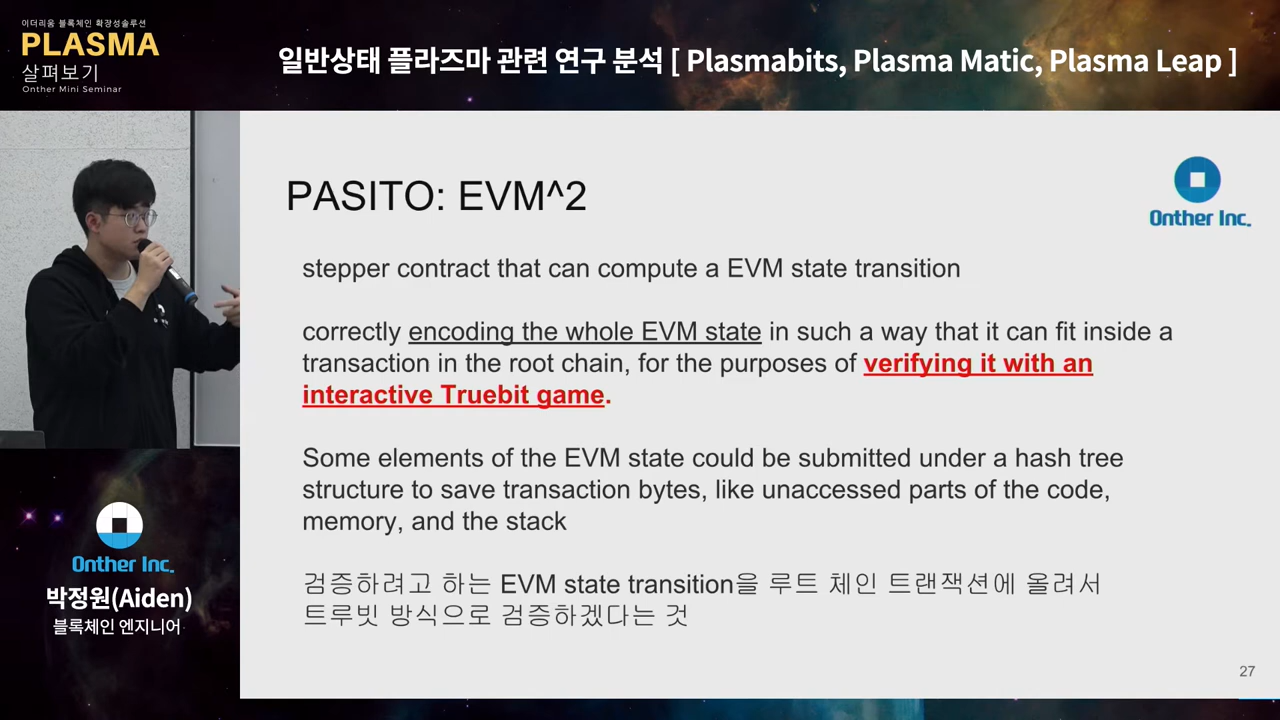 이더리움 블록체인 확장성솔루션
PLASMA
살펴보기
Onther Mini Seminar
일반상태 플라즈마 관련 연구 분석 [ Plasmabits, Plasma Matic, Plasma Leap ]
Onther Inc.
PASITO: EVM^2
stepper contract that can compute a EVM state transition
correctly encoding the whole EVM state in such a way that it can fit inside a
transaction in the root chain, for the purposes of verifying it with an
interactive Truebit game.
Some elements of the EVM state could be submitted under a hash tree
structure to save transaction bytes, like unaccessed parts of the code,
memory, and the stack
검증하려고 하는 EVM state transition을 루트 체인 트랜잭션에 올려서
트루빗 방식으로 검증하겠다는 것
27
Onther Inc.
박정원(Aiden)
블록체인 엔지니어